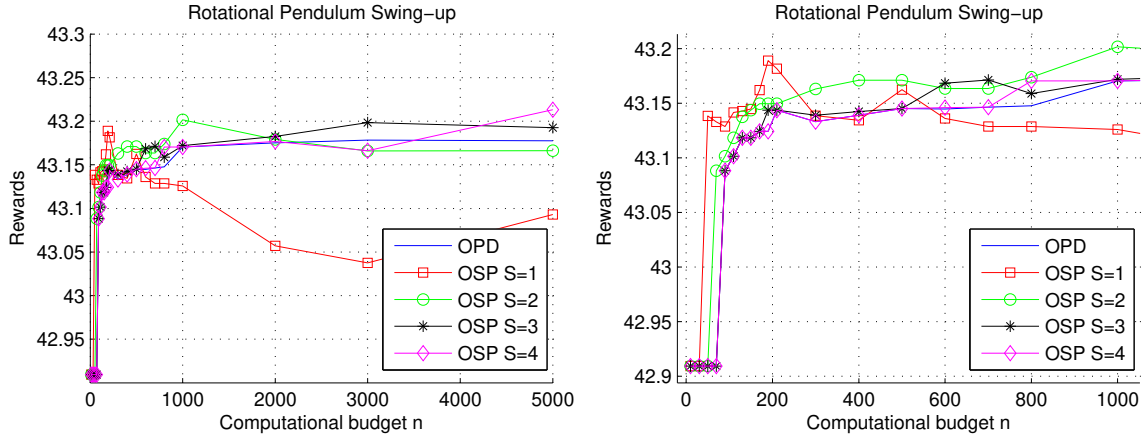 Rotational Pendulum Swing−up
43.3
43.25
43.2
43.15
43.1
43.05
43
42.95
Rewards
0
1000
2000
3000
4000
5000
Computational budget n
OPD
OSP S=1
OSP S=2
OSP S=3
OSP S=4
Rotational Pendulum Swing−up
43.2
43.15
43.1
43.05
43
42.95
42.9
Rewards
0
200
400
600
800
1000
Computational budget n
OPD
OSP S=1
OSP S=2
OSP S=3
OSP S=4